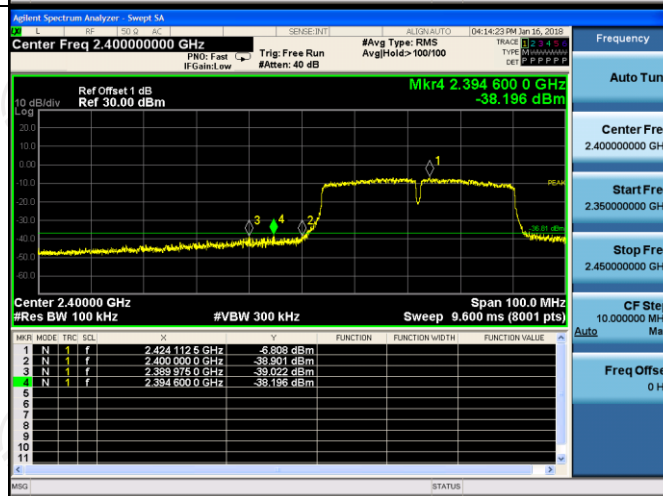 Agilent Spectrum Analyzer - Swept SA
L RF 50 Ω AC SENSE:INT ALIGN AUTO 04:14:23 PM Jan 16, 2018
Center Freq 2.400000000 GHz
PNO: Fast
IFGain:Low
Trig: Free Run
#Atten: 40 dB
#Avg Type: RMS
Avg|Hold:> 100/100
TRACE 1 2 3 4 5 6
TYPE M
DET P P P P P P
Mkr4 2.394 600 0 GHz
-38.196 dBm
Ref Offset 1 dB
10 dB/div Ref 30.00 dBm
Log
20.0
10.0
0.00
-10.0
-20.0
-30.0
-40.0
-50.0
-60.0
1
2
3
4
PEAK
-36.81 dBm
Center 2.40000 GHz Span 100.0 MHz
#Res BW 100 kHz #VBW 300 kHz Sweep 9.600 ms (8001 pts)
MKR MODE TRC SCL X Y FUNCTION FUNCTION WIDTH FUNCTION VALUE
1 N 1 f 2.424 112 5 GHz -6.808 dBm
2 N 1 f 2.400 000 0 GHz -38.901 dBm
3 N 1 f 2.389 975 0 GHz -39.022 dBm
4 N 1 f 2.394 600 0 GHz -38.196 dBm
5
6
7
8
9
10
11
MSG STATUS
Frequency
Auto Tun
Center Fre
2.400000000 GH
Start Fre
2.350000000 GH
Stop Fre
2.450000000 GH
CF Ste
10.000000 MH
Auto Ma
Freq Offse
0 H